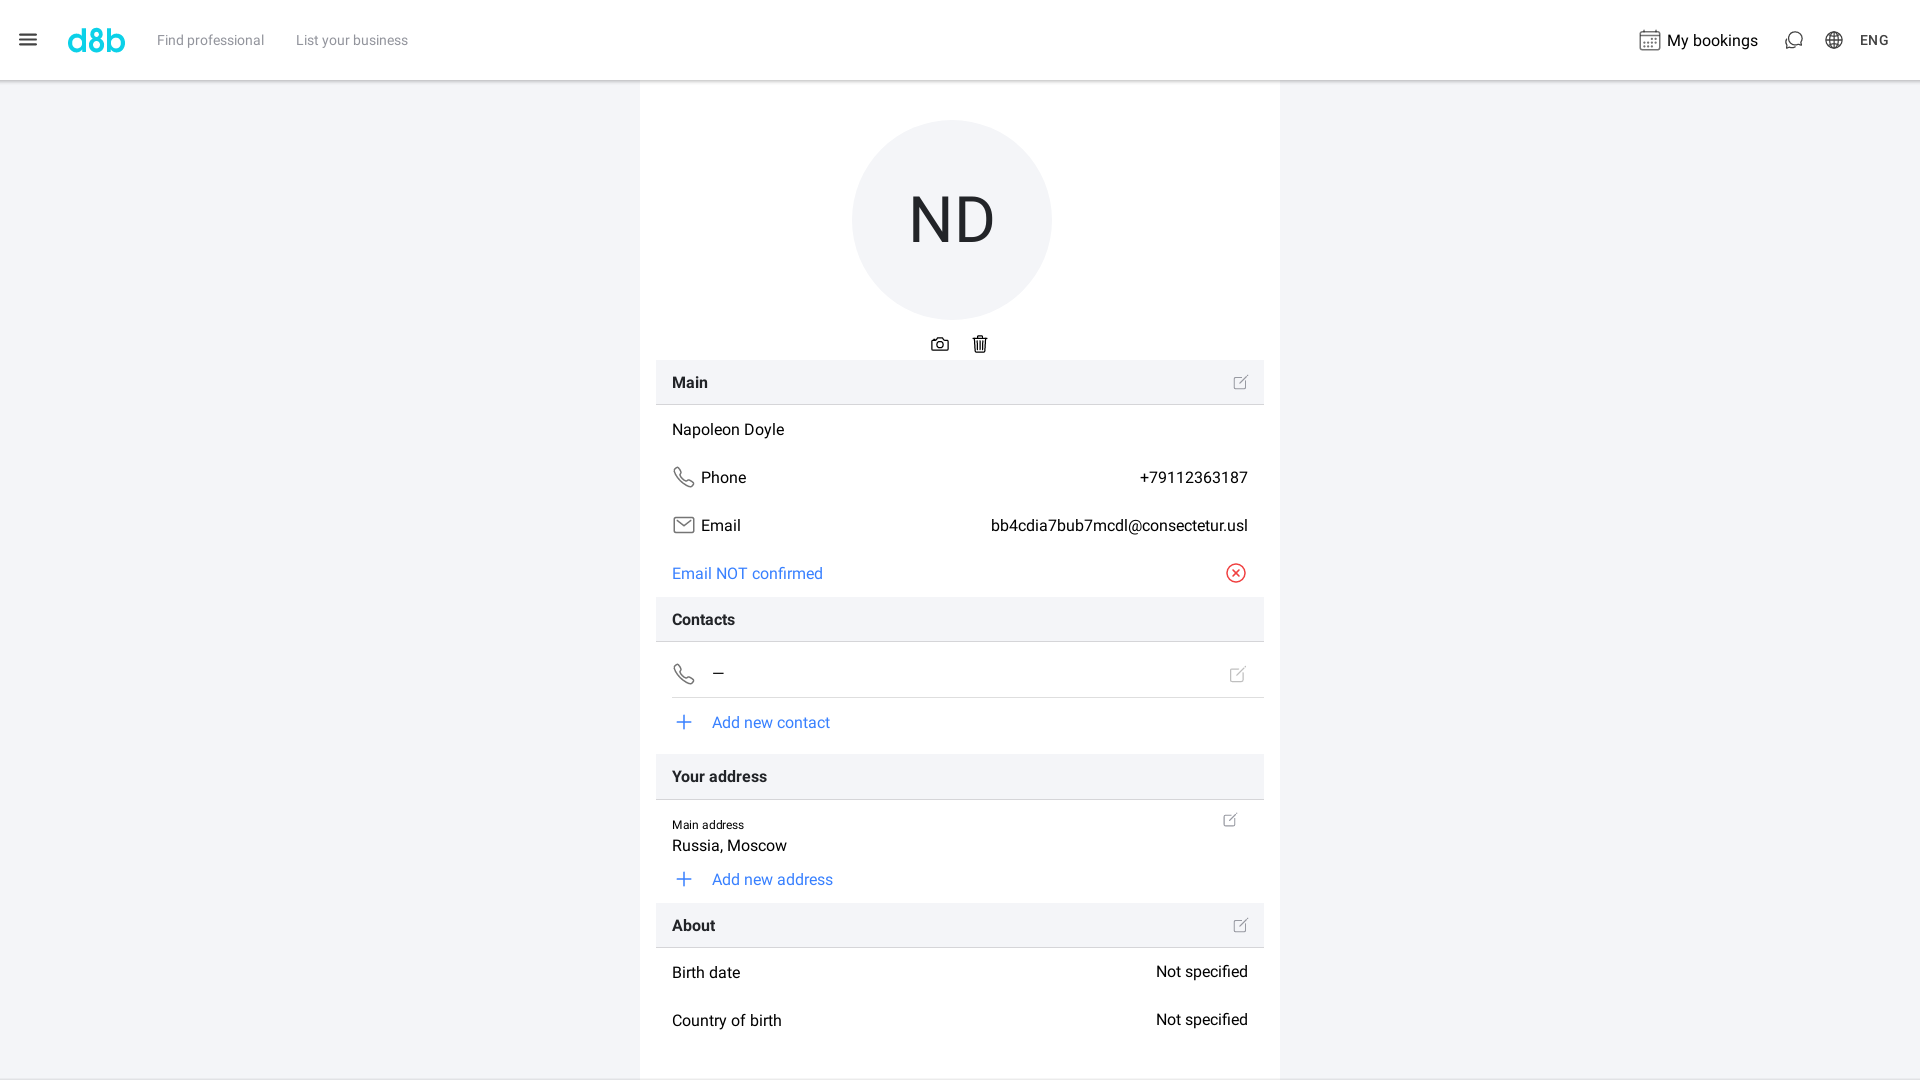 d8b
Find professional
List your business
My bookings
ENG
ND
Main
Napoleon Doyle
Phone
+79112363187
Email
bb4cdia7bub7mcdl@consectetur.usl
Email NOT confirmed
Contacts
—
Add new contact
Your address
Main address
Russia, Moscow
Add new address
About
Birth date
Not specified
Country of birth
Not specified